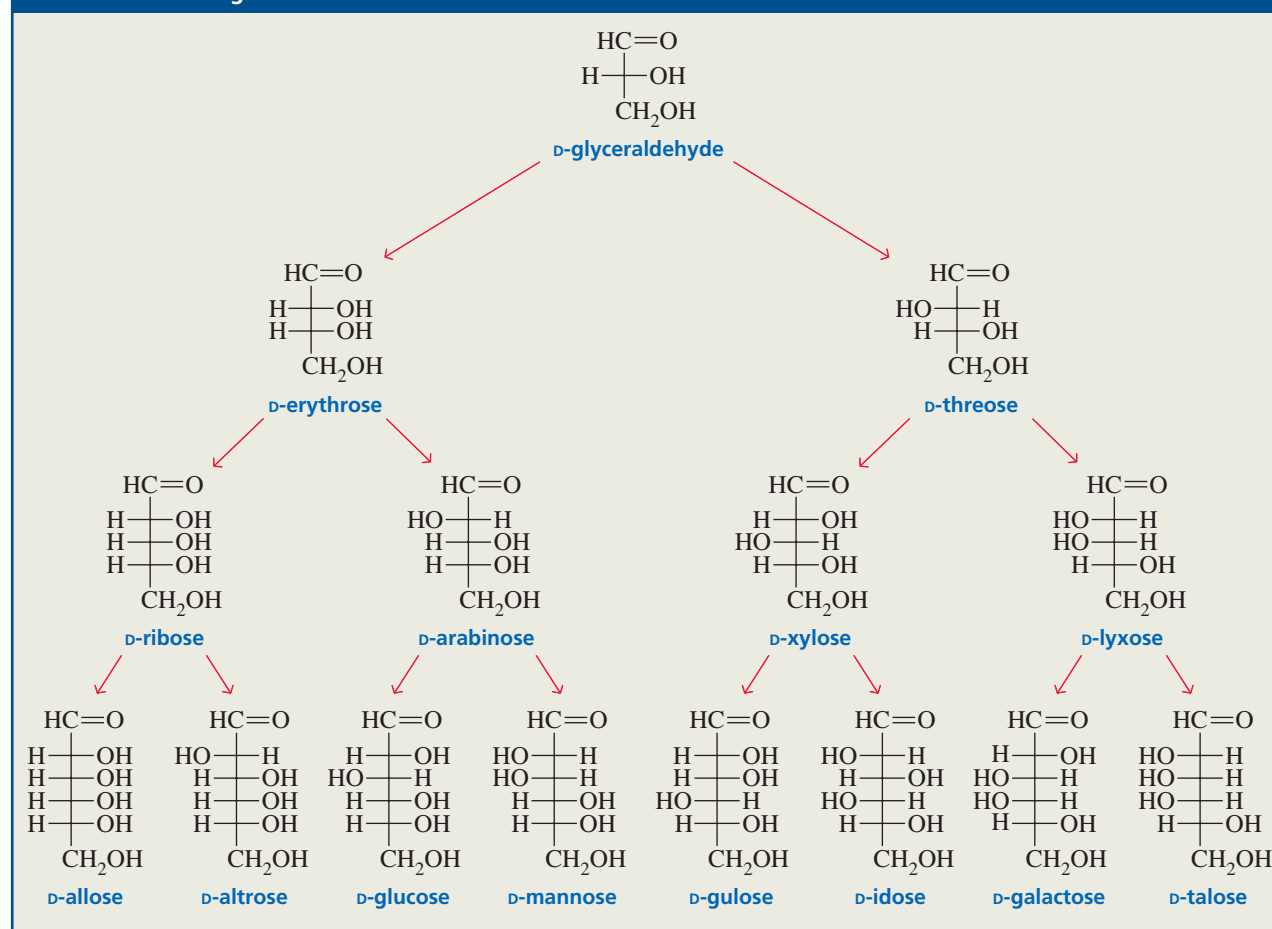 HC=O
H OH
CH₂OH
D-glyceraldehyde
HC=O
H OH
H OH
CH₂OH
D-erythrose
HC=O
HO H
H OH
CH₂OH
D-threose
HC=O
H OH
H OH
H OH
CH₂OH
D-ribose
HC=O
HO H
H OH
H OH
CH₂OH
D-arabinose
HC=O
H OH
HO H
H OH
CH₂OH
D-xylose
HC=O
HO H
HO H
H OH
CH₂OH
D-lyxose
HC=O
H OH
H OH
H OH
H OH
CH₂OH
D-allose
HC=O
HO H
H OH
H OH
H OH
CH₂OH
D-altrose
HC=O
H OH
HO H
H OH
H OH
CH₂OH
D-glucose
HC=O
HO H
HO H
H OH
H OH
CH₂OH
D-mannose
HC=O
H OH
H OH
HO H
H OH
CH₂OH
D-gulose
HC=O
HO H
H OH
HO H
H OH
CH₂OH
D-idose
HC=O
H OH
HO H
HO H
H OH
CH₂OH
D-galactose
HC=O
HO H
HO H
HO H
H OH
CH₂OH
D-talose